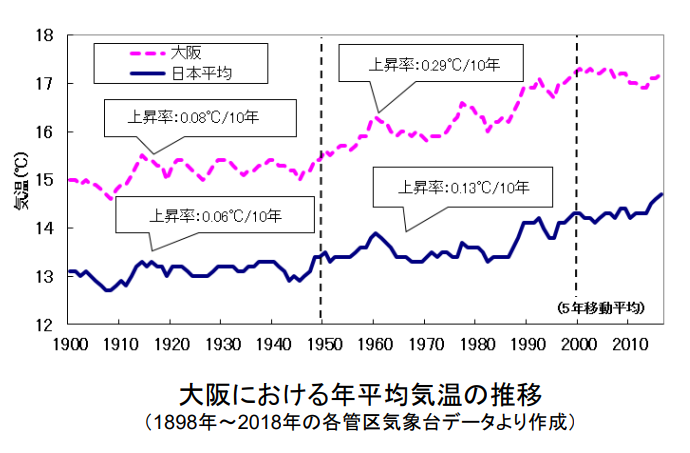 18
17
16
15
14
13
12
気温(℃)
大阪
日本平均
上昇率:0.08℃/10年
上昇率:0.29℃/10年
上昇率:0.06℃/10年
上昇率:0.13℃/10年
(5年移動平均)
1900 1910 1920 1930 1940 1950 1960 1970 1980 1990 2000 2010
大阪における年平均気温の推移
(1898年～2018年の各管区気象台データより作成)